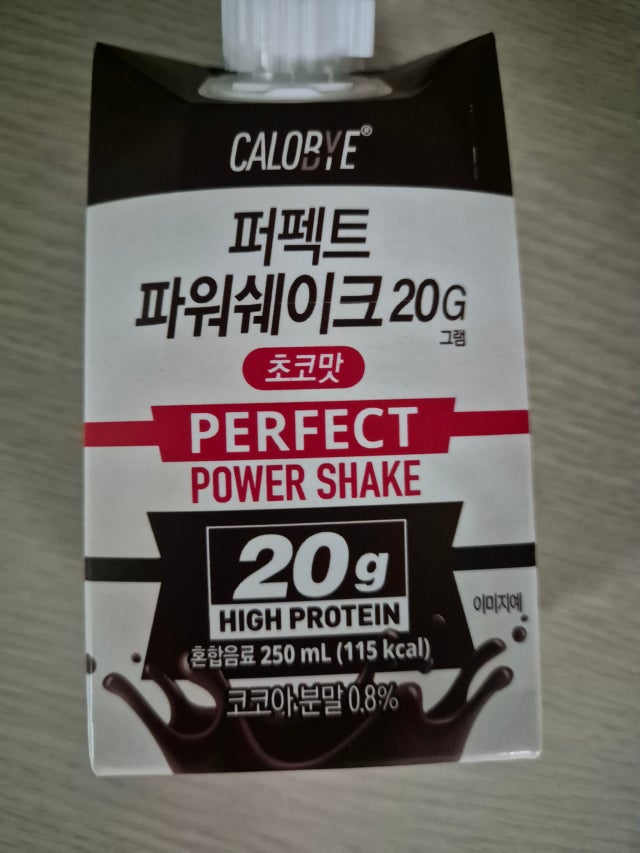 CALOBYE®
퍼펙트
파워쉐이크 20G
그램
초코맛
PERFECT
POWER SHAKE
20g
HIGH PROTEIN
이미지예
혼합음료 250 mL (115 kcal)
코코아분말 0.8%